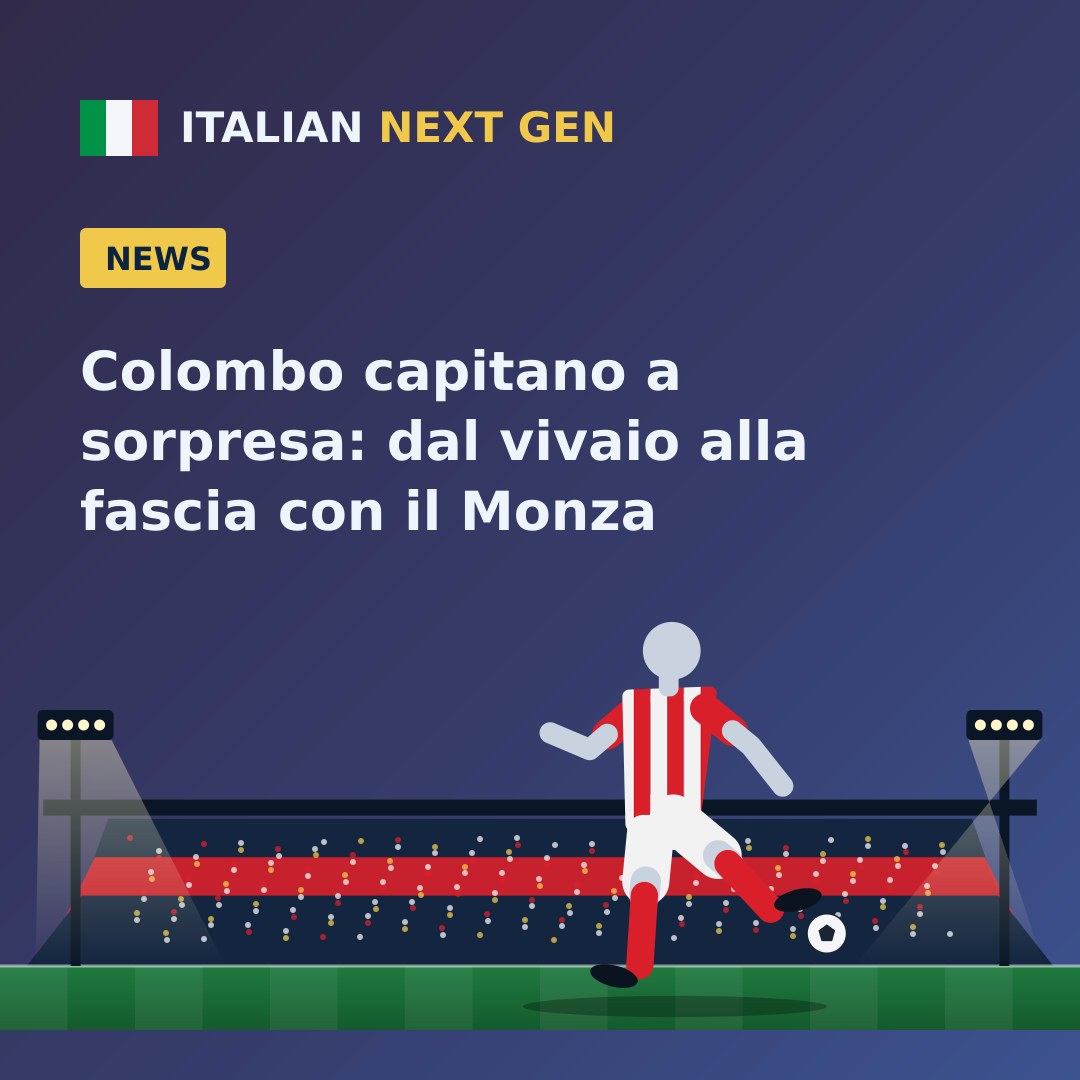 ITALIAN NEXT GEN
NEWS
Colombo capitano a
sorpresa: dal vivaio alla
fascia con il Monza